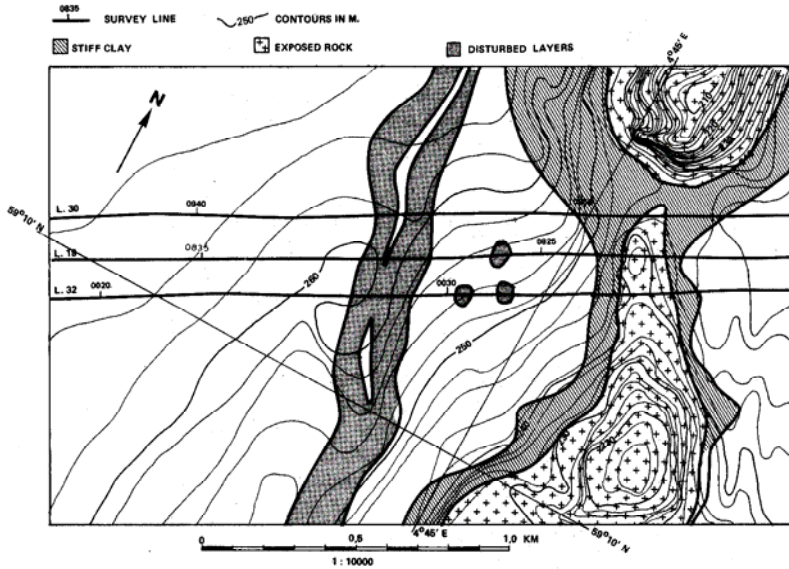 0835
SURVEY LINE
250 CONTOURS IN M.
STIFF CLAY
EXPOSED ROCK
DISTURBED LAYERS
4° 45' E
N
59° 10' N
L. 30
0940
L. 18
0835
0825
L. 32
0020
0030
260
250
4° 45' E
59° 10' N
0 0,5 1,0 KM
1 : 10000